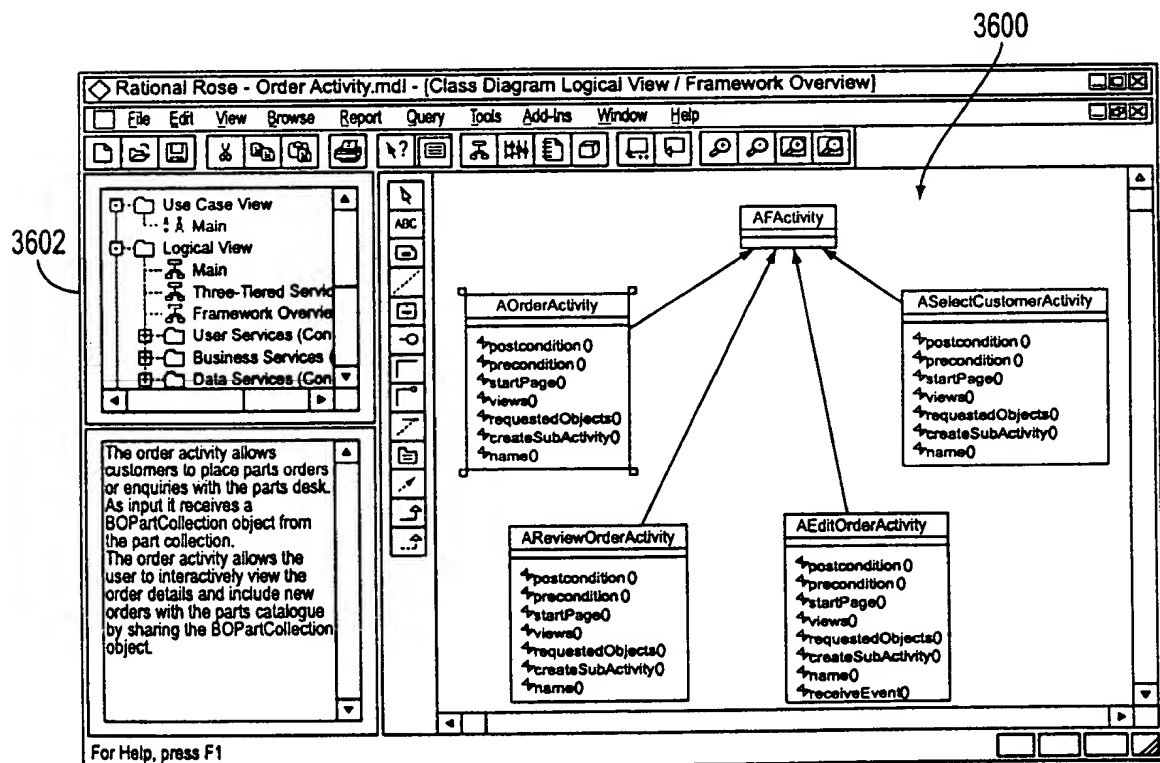 3600
Rational Rose - Order Activity.mdl - [Class Diagram Logical View / Framework Overview]
File Edit View Browse Report Query Tools Add-Ins Window Help
3602
Use Case View
Main
Logical View
Main
Three-Tiered Servic
Framework Overvie
User Services (Con
Business Services (
Data Services (Con
The order activity allows
customers to place parts orders
or enquiries with the parts desk.
As input it receives a
BOPartCollection object from
the part collection.
The order activity allows the
user to interactively view the
order details and include new
orders with the parts catalogue
by sharing the BOPartCollection
object.
ABC
AFActivity
AOrderActivity
postcondition ()
precondition ()
startPage()
views()
requestedObjects()
createSubActivity()
name()
ASelectCustomerActivity
postcondition ()
precondition ()
startPage()
views()
requestedObjects()
createSubActivity()
name()
AReviewOrderActivity
postcondition ()
precondition ()
startPage()
views()
requestedObjects()
createSubActivity()
name()
AEditOrderActivity
postcondition ()
precondition ()
startPage()
views()
requestedObjects()
createSubActivity()
name()
receiveEvent()
For Help, press F1